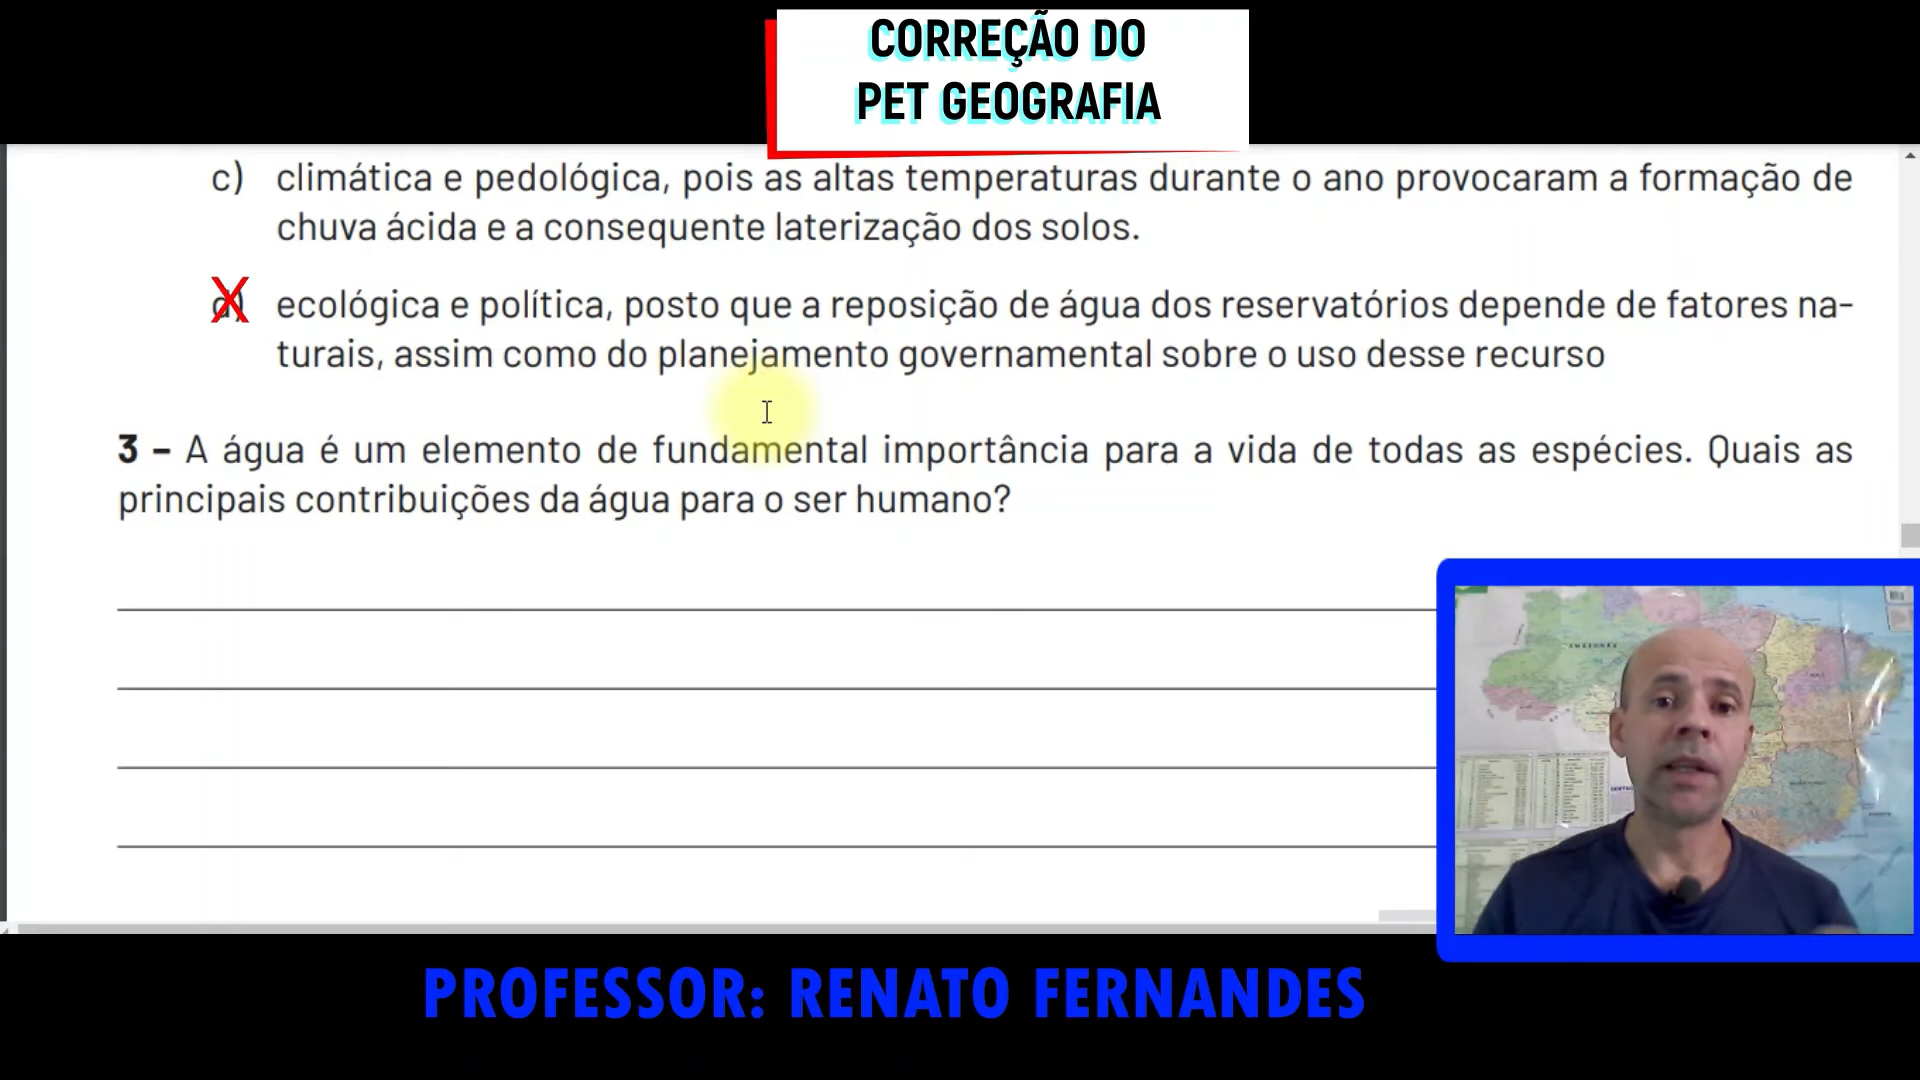 CORREÇÃO DO
PET GEOGRAFIA
c) climática e pedológica, pois as altas temperaturas durante o ano provocaram a formação de
chuva ácida e a consequente laterização dos solos.
X d) ecológica e política, posto que a reposição de água dos reservatórios depende de fatores na-
turais, assim como do planejamento governamental sobre o uso desse recurso
3 – A água é um elemento de fundamental importância para a vida de todas as espécies. Quais as
principais contribuições da água para o ser humano?
AMAZONAS
PROFESSOR: RENATO FERNANDES